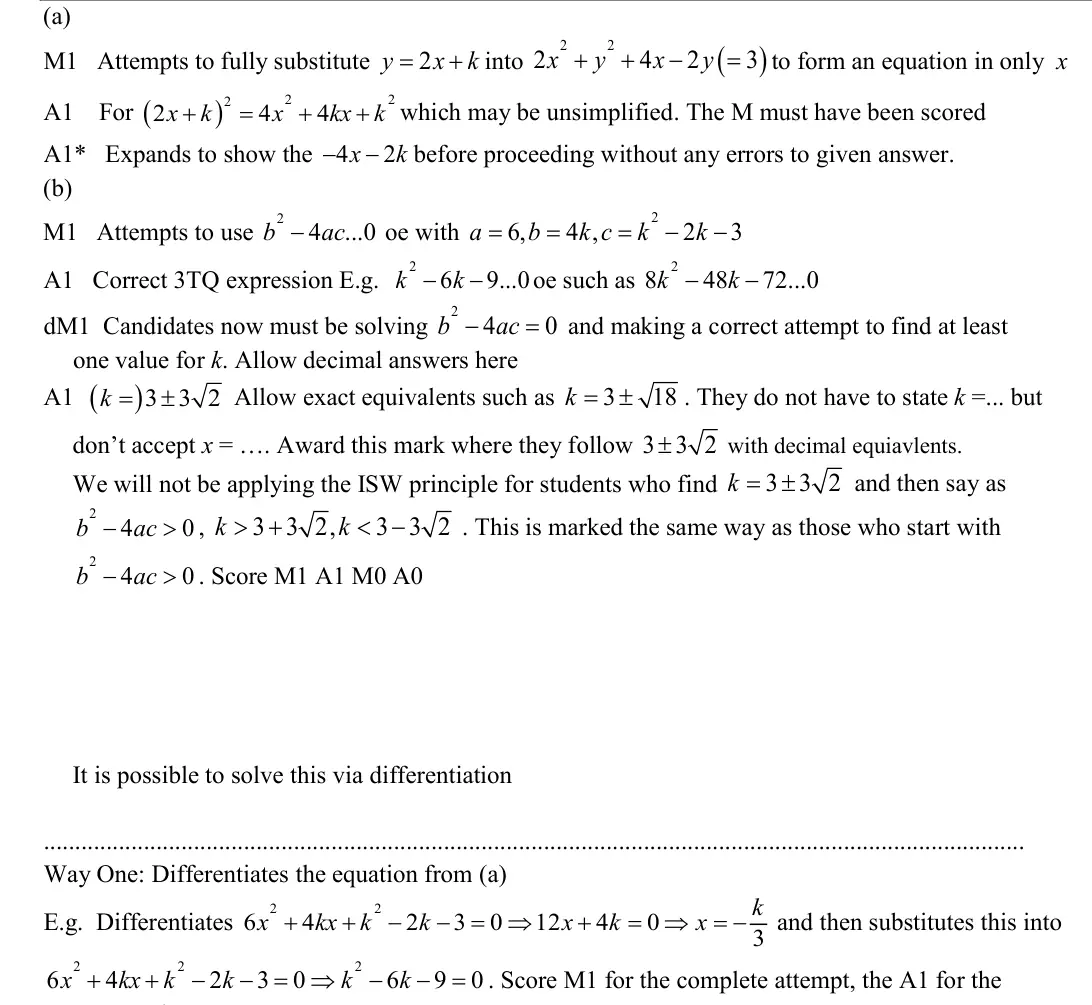 (a)
M1 Attempts to fully substitute y = 2x + k into 2x² + y² + 4x − 2y(= 3) to form an equation in only x
A1 For (2x + k)² = 4x² + 4kx + k² which may be unsimplified. The M must have been scored
A1* Expands to show the −4x − 2k before proceeding without any errors to given answer.
(b)
M1 Attempts to use b² − 4ac...0 oe with a = 6, b = 4k, c = k² − 2k − 3
A1 Correct 3TQ expression E.g. k² − 6k − 9...0 oe such as 8k² − 48k − 72...0
dM1 Candidates now must be solving b² − 4ac = 0 and making a correct attempt to find at least
one value for k. Allow decimal answers here
A1 (k =)3 ± 3√2 Allow exact equivalents such as k = 3 ± √18 . They do not have to state k =... but
don’t accept x = …. Award this mark where they follow 3 ± 3√2 with decimal equiavlents.
We will not be applying the ISW principle for students who find k = 3 ± 3√2 and then say as
b² − 4ac > 0 , k > 3 + 3√2, k < 3 − 3√2 . This is marked the same way as those who start with
b² − 4ac > 0 . Score M1 A1 M0 A0
It is possible to solve this via differentiation
................................................................................................................................................................
Way One: Differentiates the equation from (a)
E.g. Differentiates 6x² + 4kx + k² − 2k − 3 = 0 ⇒ 12x + 4k = 0 ⇒ x = −k/3 and then substitutes this into
6x² + 4kx + k² − 2k − 3 = 0 ⇒ k² − 6k − 9 = 0 . Score M1 for the complete attempt, the A1 for the